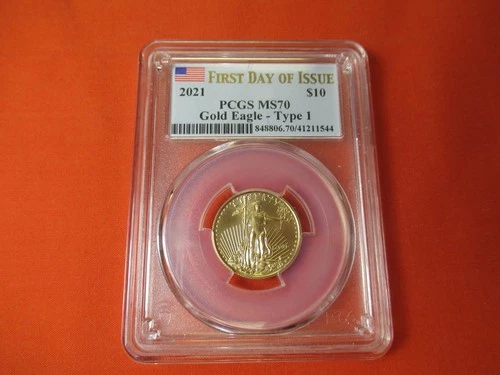 FIRST DAY OF ISSUE
2021 $10
PCGS MS70
Gold Eagle - Type 1
848806.70/41211544